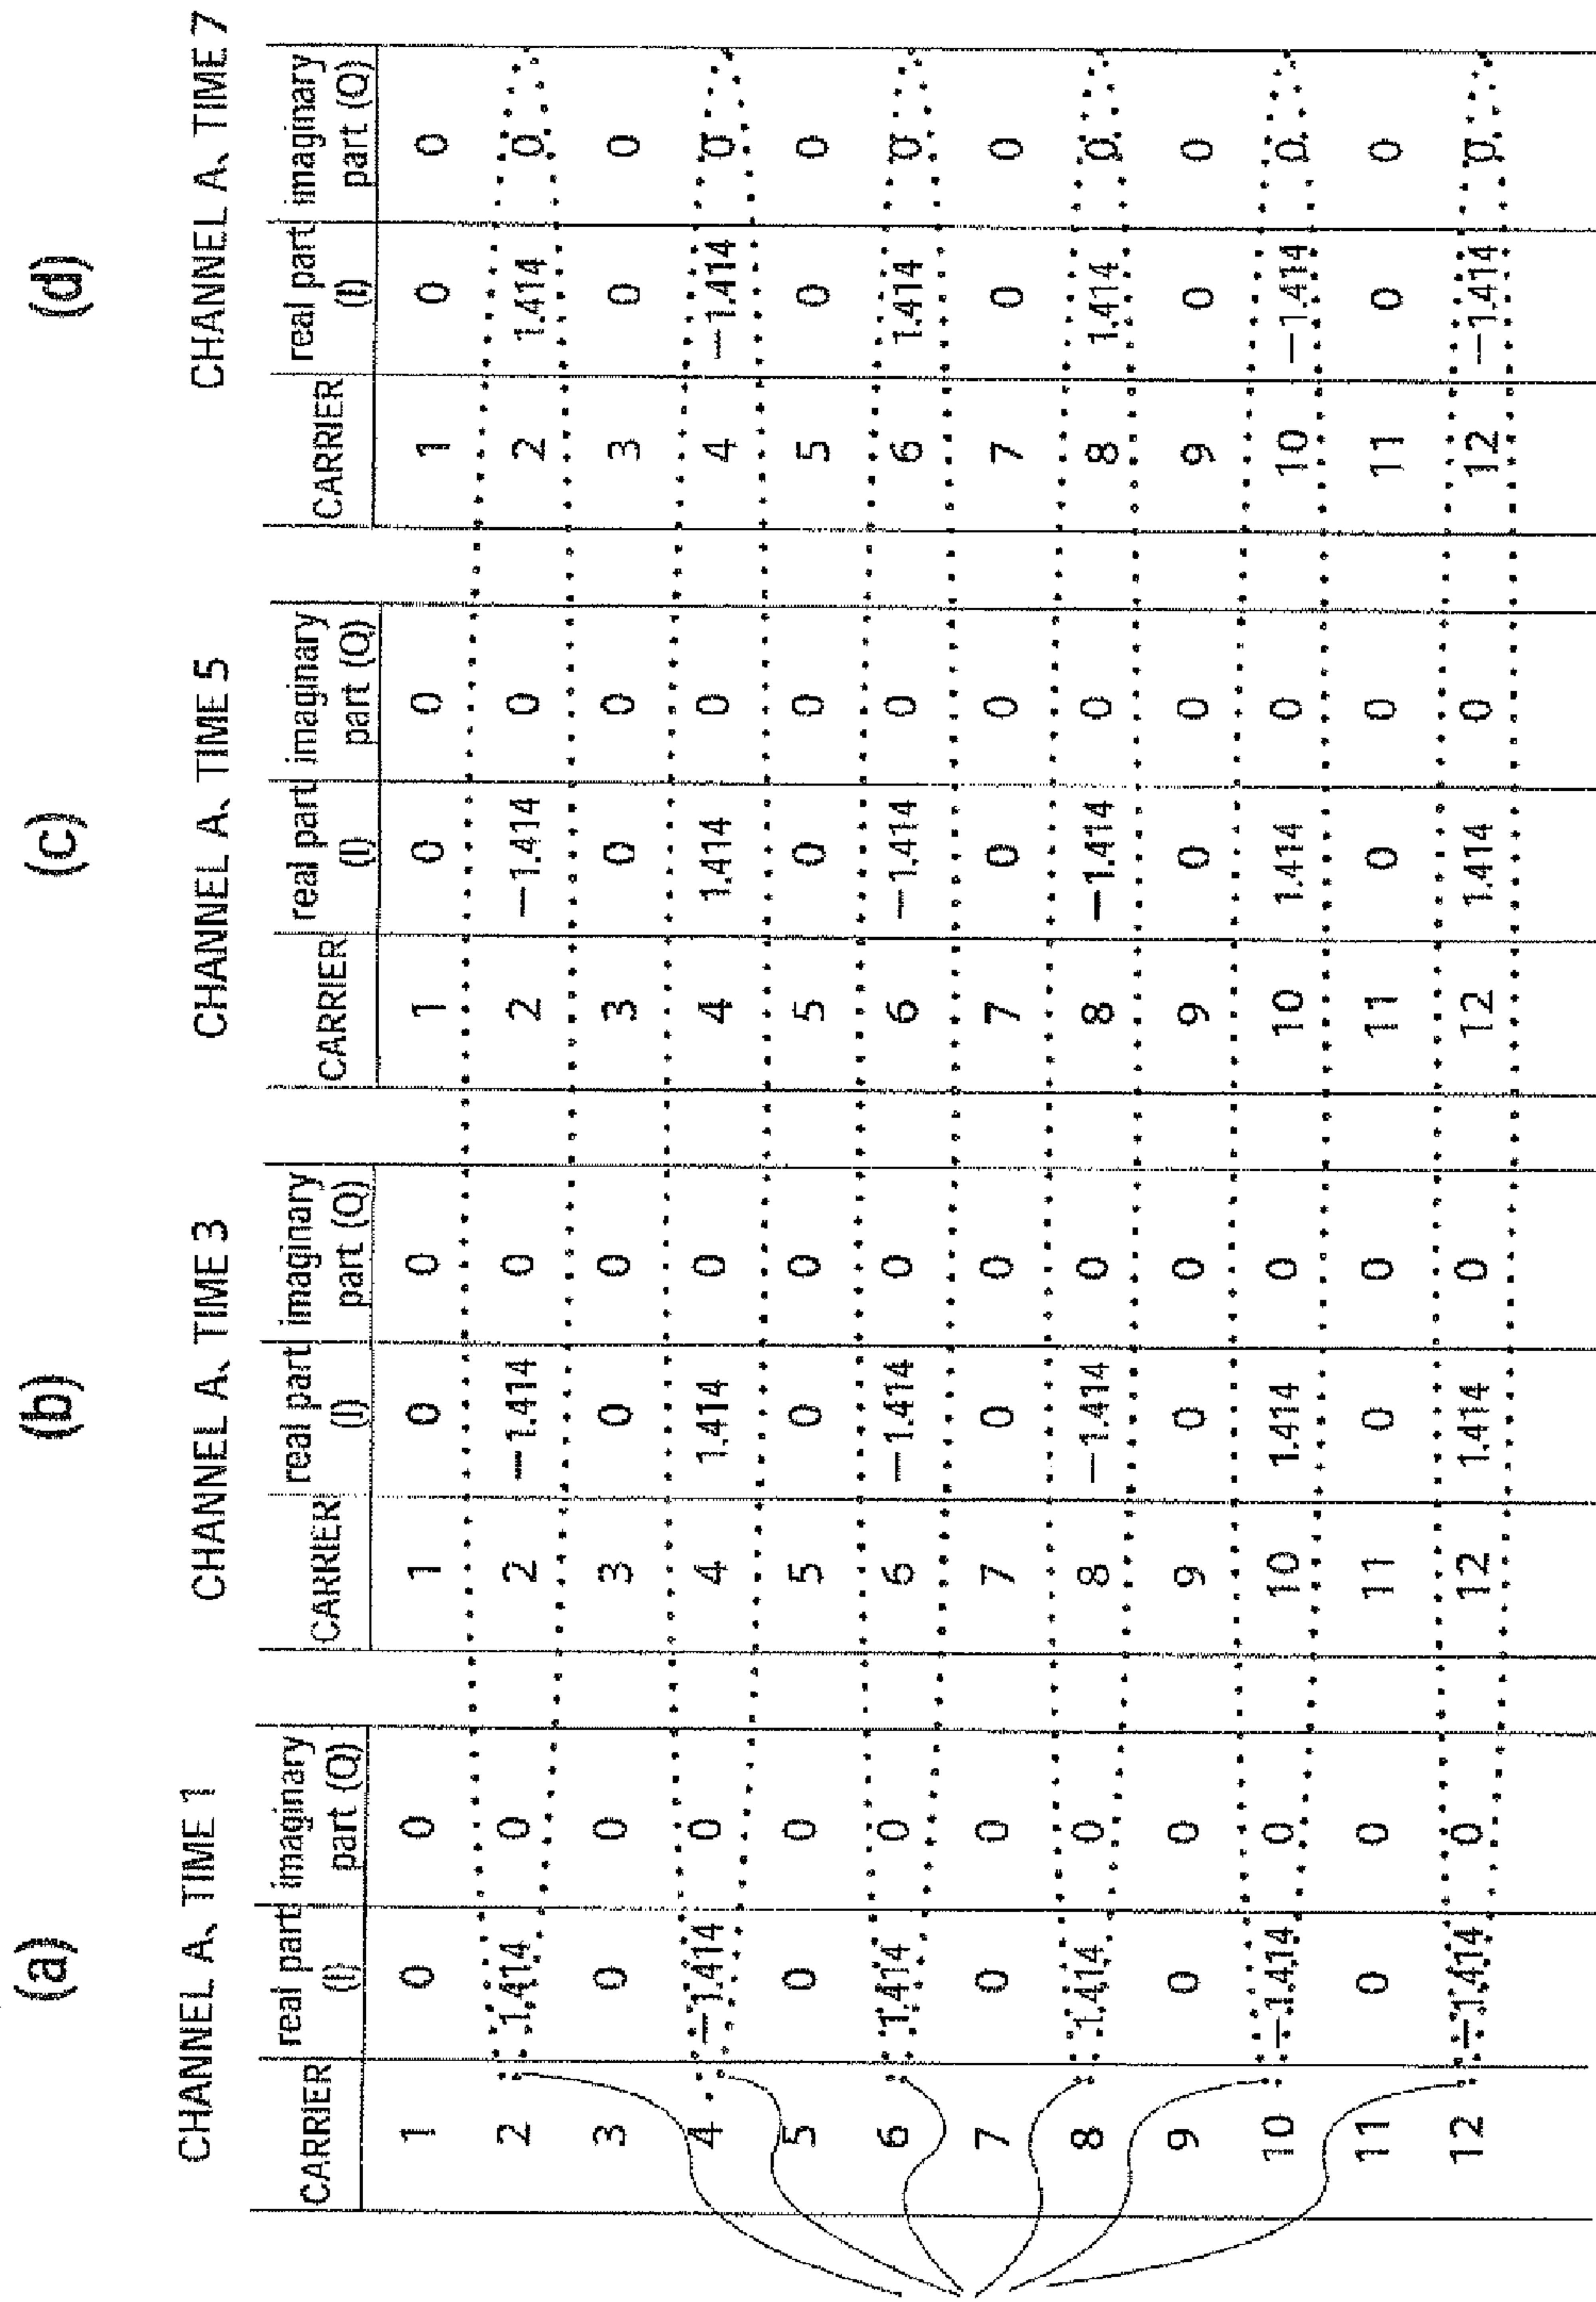 (a)
CHANNEL A、TIME 1
CARRIER real part imaginary
(I) part (Q)
1 0 0
2 1.414 0
3 0 0
4 −1.414 0
5 0 0
6 1.414 0
7 0 0
8 1.414 0
9 0 0
10 −1.414 0
11 0 0
12 −1.414 0
(b)
CHANNEL A、TIME 3
CARRIER real part imaginary
(I) part (Q)
1 0 0
2 −1.414 0
3 0 0
4 1.414 0
5 0 0
6 −1.414 0
7 0 0
8 −1.414 0
9 0 0
10 1.414 0
11 0 0
12 1.414 0
(c)
CHANNEL A、TIME 5
CARRIER real part imaginary
(I) part (Q)
1 0 0
2 −1.414 0
3 0 0
4 1.414 0
5 0 0
6 −1.414 0
7 0 0
8 −1.414 0
9 0 0
10 1.414 0
11 0 0
12 1.414 0
(d)
CHANNEL A、TIME 7
CARRIER real part imaginary
(I) part (Q)
1 0 0
2 1.414 0
3 0 0
4 −1.414 0
5 0 0
6 1.414 0
7 0 0
8 1.414 0
9 0 0
10 −1.414 0
11 0 0
12 −1.414 0